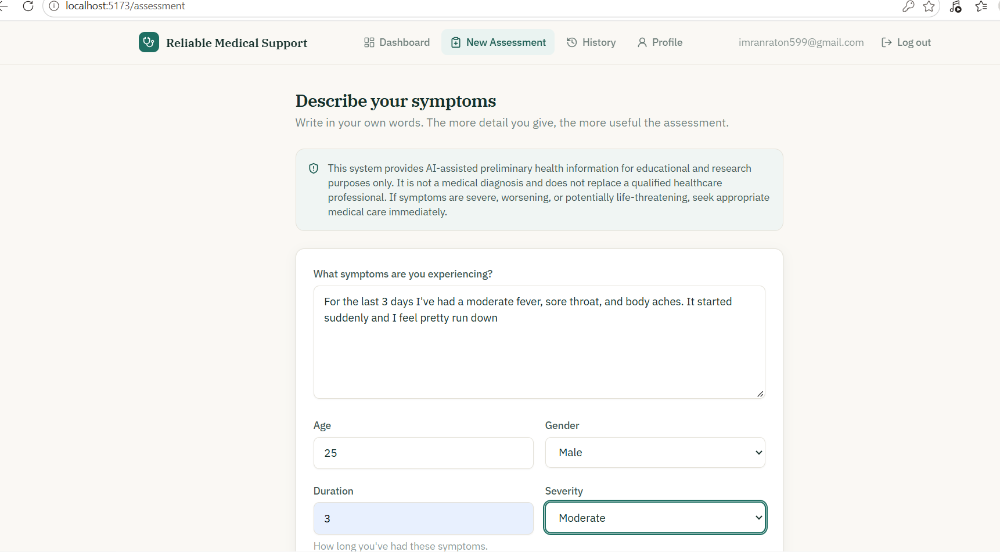 localhost:5173/assessment
Reliable Medical Support
Dashboard
New Assessment
History
Profile
imranraton599@gmail.com
Log out
Describe your symptoms
Write in your own words. The more detail you give, the more useful the assessment.
This system provides AI-assisted preliminary health information for educational and research
purposes only. It is not a medical diagnosis and does not replace a qualified healthcare
professional. If symptoms are severe, worsening, or potentially life-threatening, seek appropriate
medical care immediately.
What symptoms are you experiencing?
For the last 3 days I've had a moderate fever, sore throat, and body aches. It started
suddenly and I feel pretty run down
Age
Gender
25
Male
Duration
Severity
3
Moderate
How long you've had these symptoms.